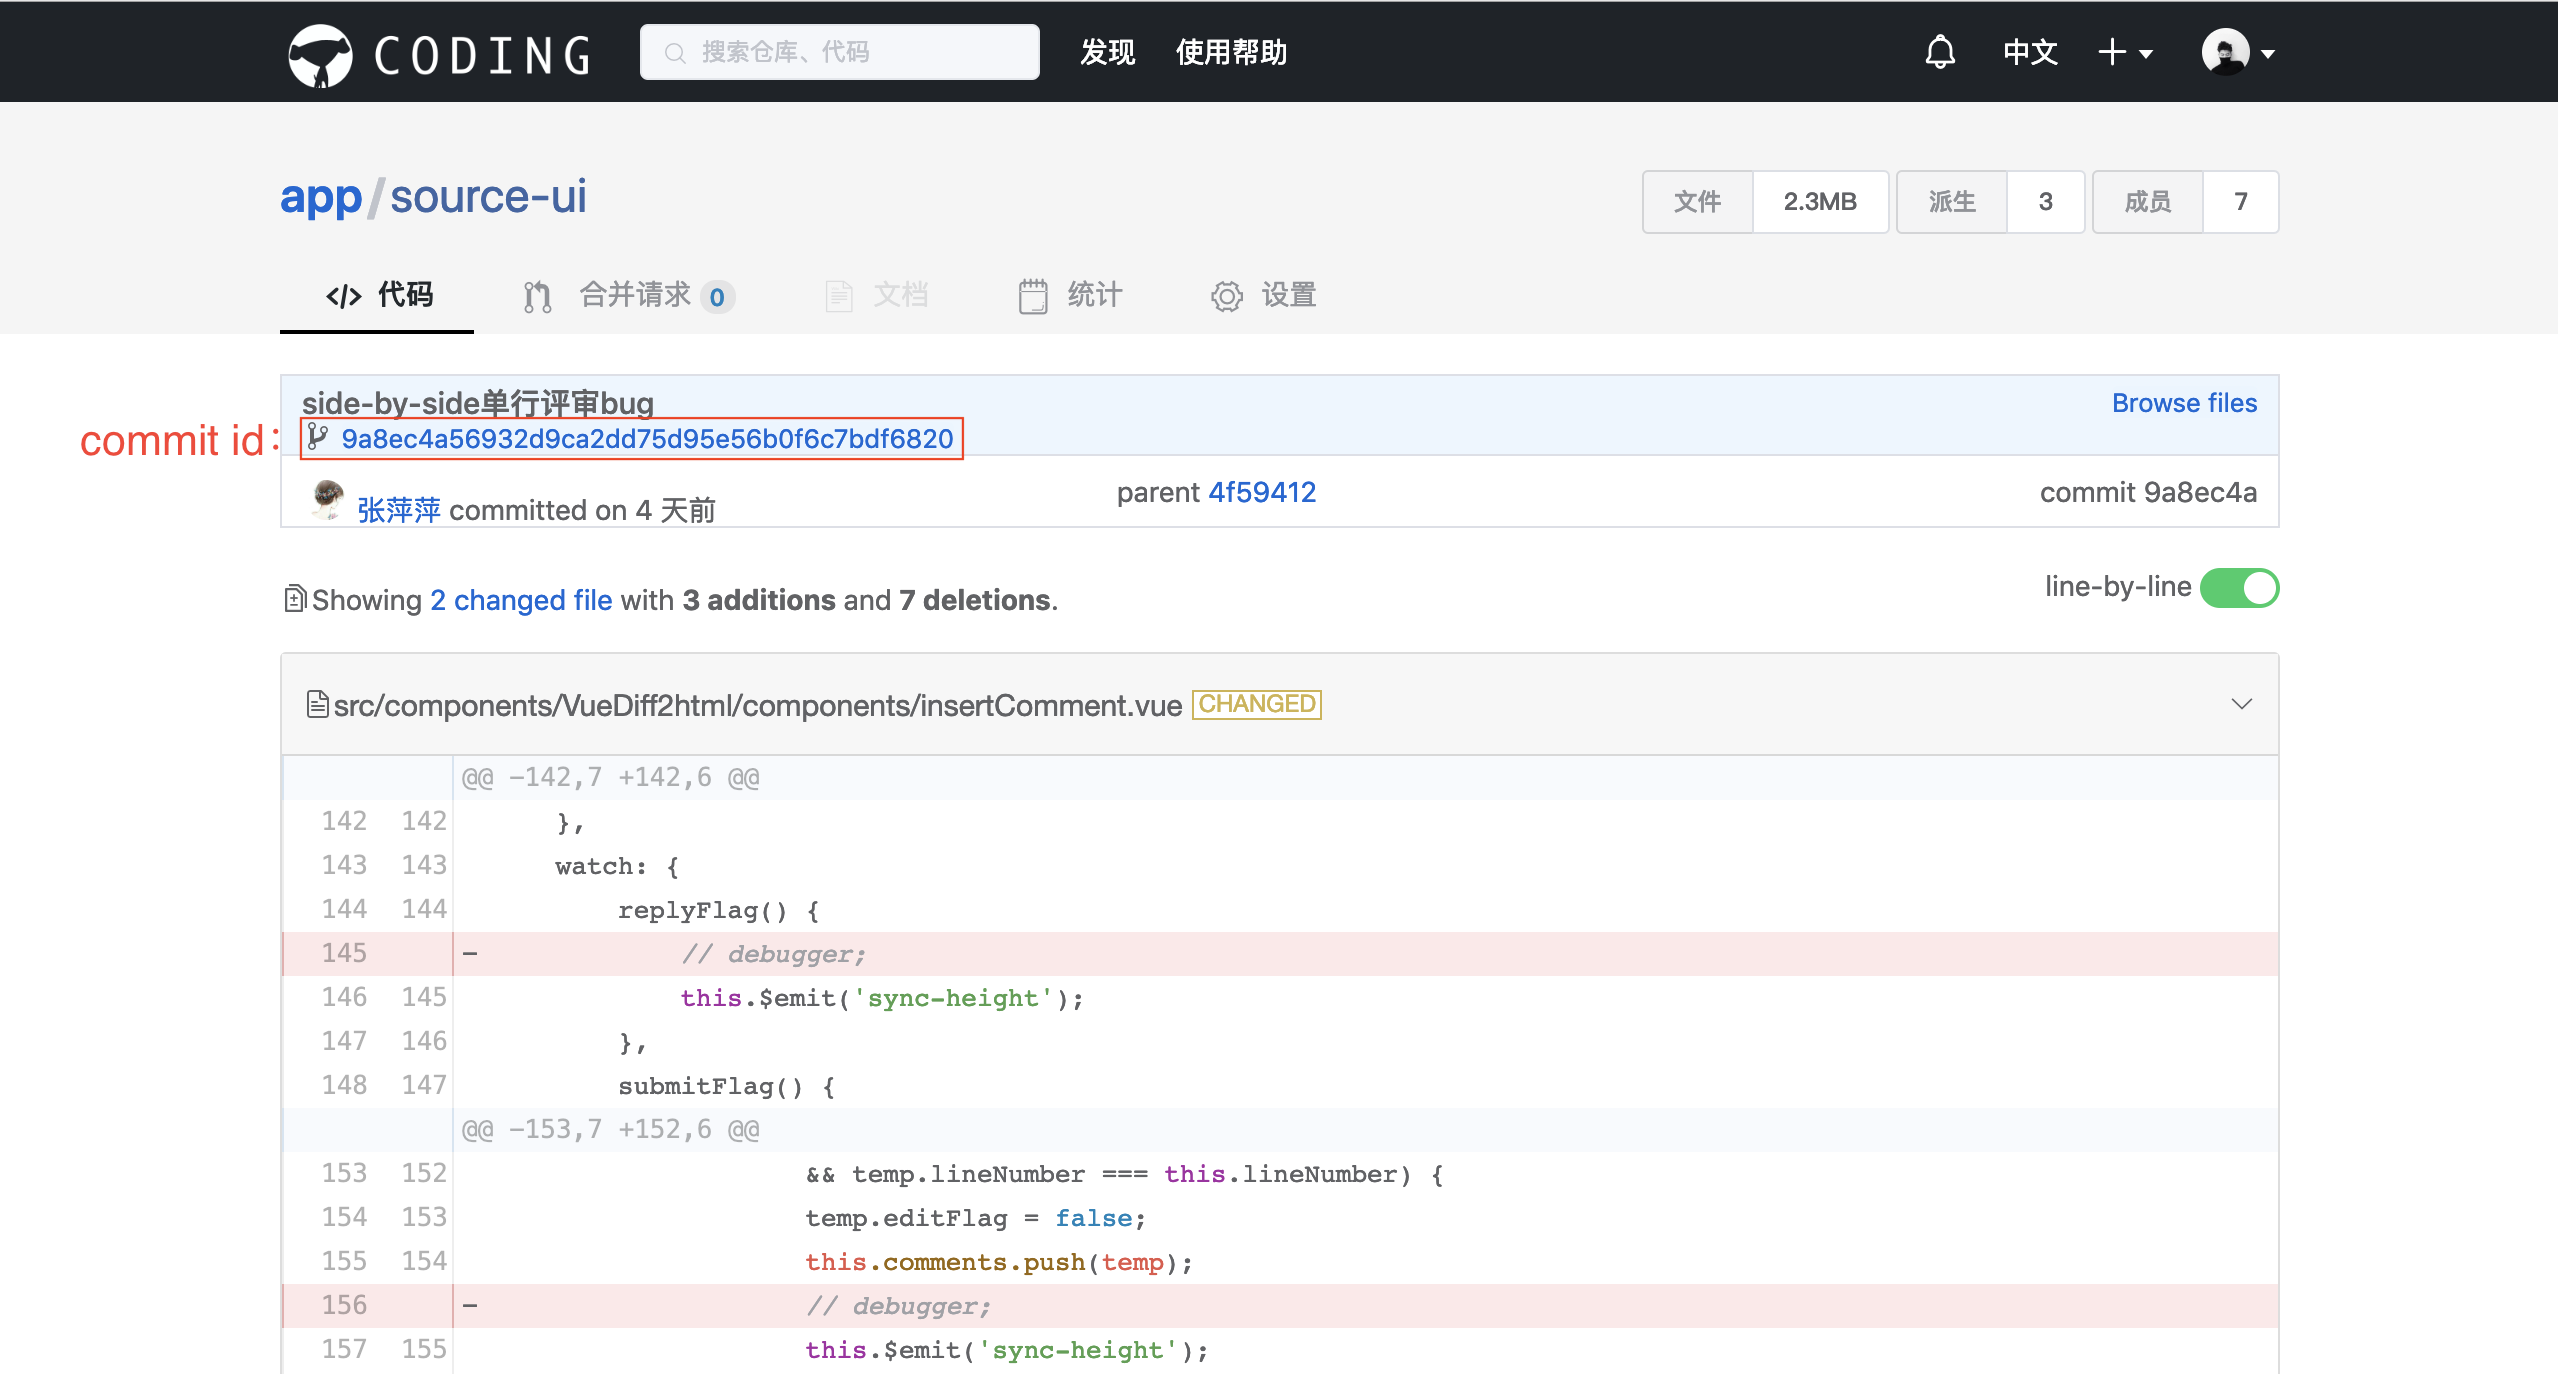 CODING 搜索仓库、代码 发现 使用帮助 中文
app/source-ui 文件 2.3MB 派生 3 成员 7
</> 代码 合并请求 0 文档 统计 设置
side-by-side单行评审bug Browse files
commit id: 9a8ec4a56932d9ca2dd75d95e56b0f6c7bdf6820
张萍萍 committed on 4 天前 parent 4f59412 commit 9a8ec4a
Showing 2 changed file with 3 additions and 7 deletions. line-by-line
src/components/VueDiff2html/components/insertComment.vue CHANGED
@@ -142,7 +142,6 @@
142 142 },
143 143 watch: {
144 144 replyFlag() {
145 - // debugger;
146 145 this.$emit('sync-height');
147 146 },
148 147 submitFlag() {
@@ -153,7 +152,6 @@
153 152 && temp.lineNumber === this.lineNumber) {
154 153 temp.editFlag = false;
155 154 this.comments.push(temp);
156 - // debugger;
157 155 this.$emit('sync-height');